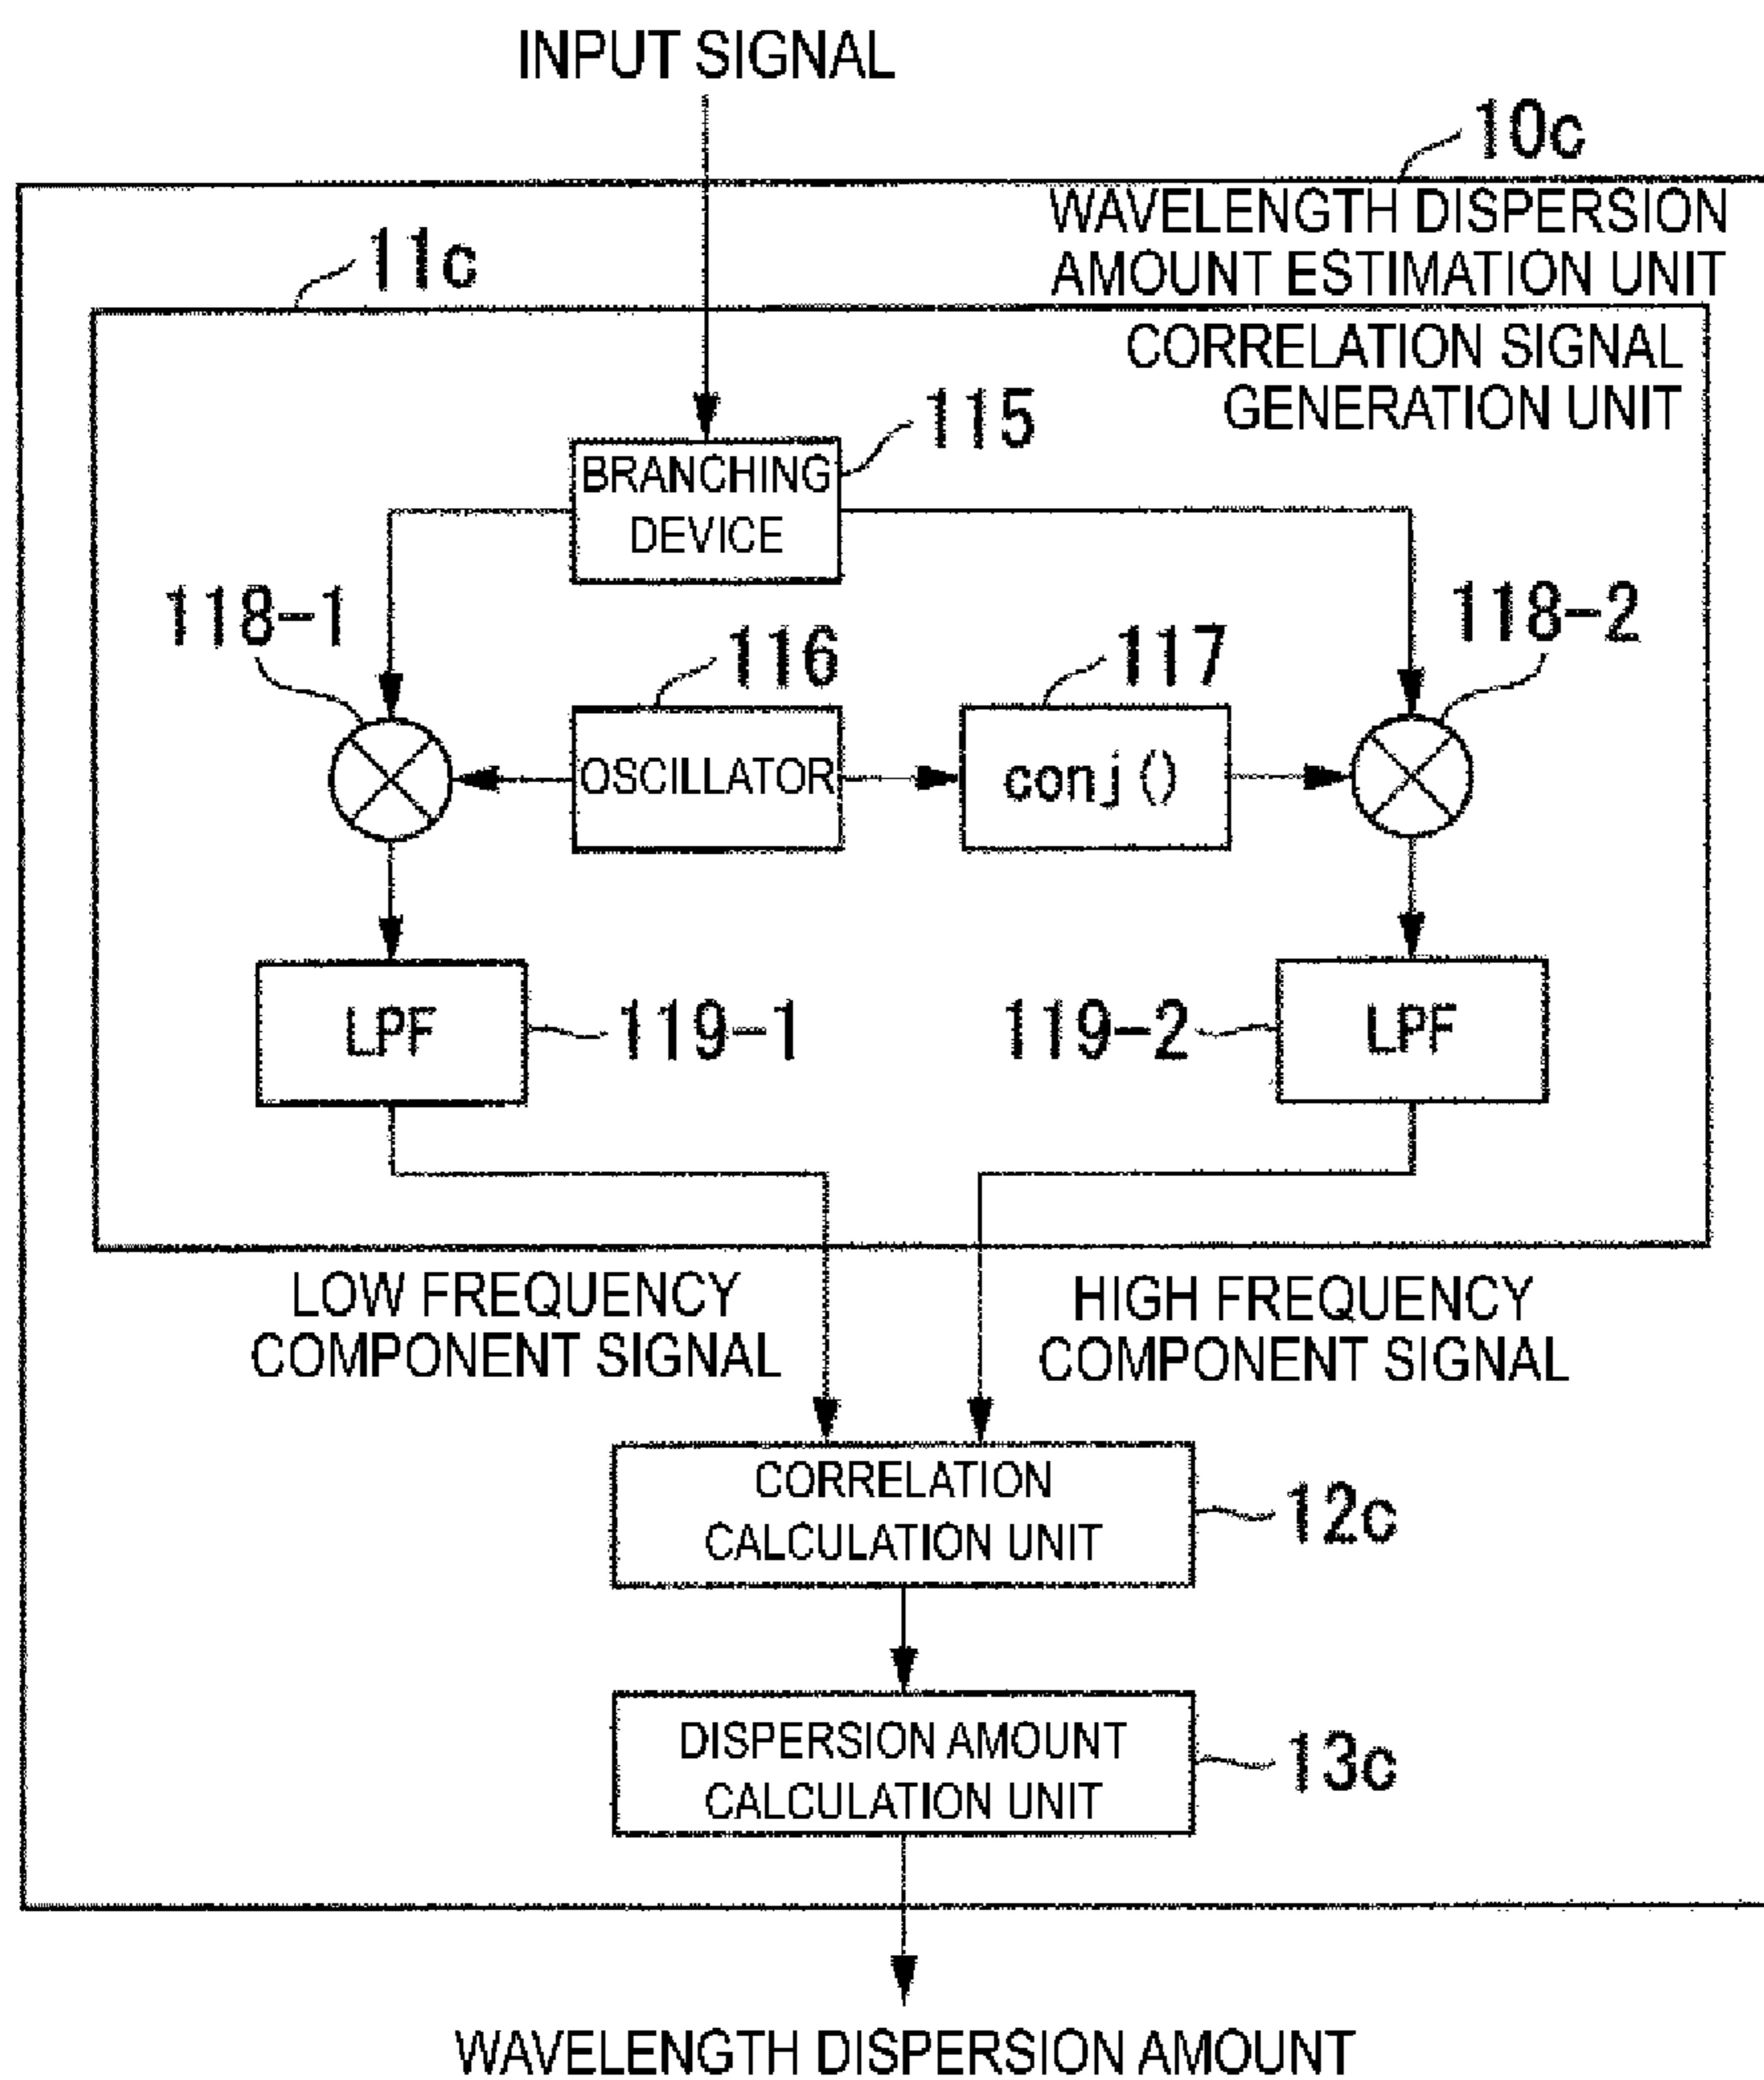 INPUT SIGNAL
10c
WAVELENGTH DISPERSION
AMOUNT ESTIMATION UNIT
11c
CORRELATION SIGNAL
GENERATION UNIT
115
BRANCHING
DEVICE
118-1
116
117
118-2
OSCILLATOR
conj()
LPF
119-1
119-2
LPF
LOW FREQUENCY
COMPONENT SIGNAL
HIGH FREQUENCY
COMPONENT SIGNAL
CORRELATION
CALCULATION UNIT
12c
DISPERSION AMOUNT
CALCULATION UNIT
13c
WAVELENGTH DISPERSION AMOUNT